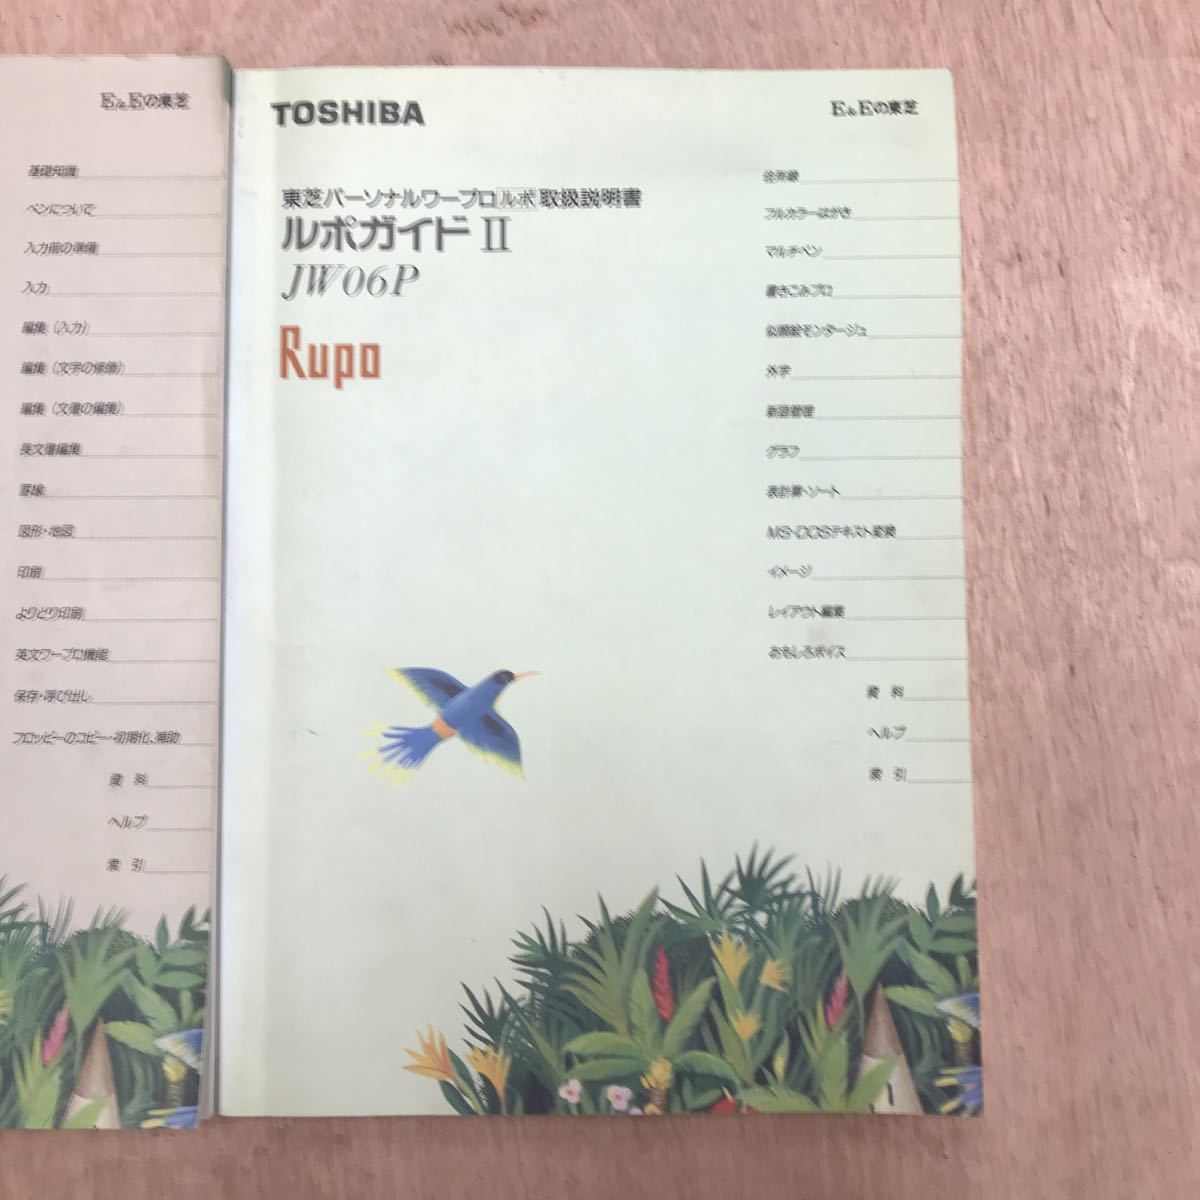 E&Eの東芝
基礎知識
ペンについて
入力前の準備
入力
編集(入力)
編集(文字の修飾)
編集(文書の編集)
長文書編集
罫線
図形・地図
印刷
よりどり印刷
英文ワープロ機能
保存・呼び出し
フロッピーのコピー・初期化、補助
資料
ヘルプ
索引
TOSHIBA
E&Eの東芝
東芝パーソナルワープロルポ取扱説明書
ルポガイドII
JW06P
Rupo
フルカラーはがき
マルチペン
書きこみプロ
似顔絵モンタージュ
外字
新語管理
グラフ
表計算・ソート
MS-DOSテキスト変換
イメージ
レイアウト編集
おもしろボイス
資料
ヘルプ
索引